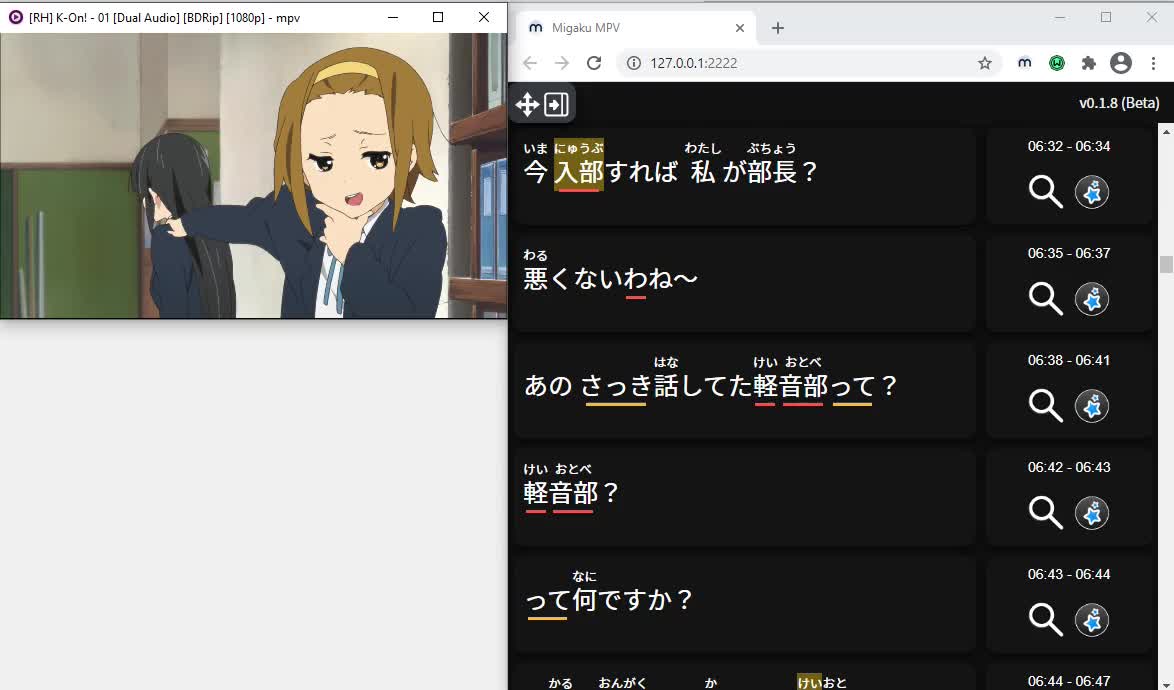 [RH] K-On! - 01 [Dual Audio] [BDRip] [1080p] - mpv
Migaku MPV
127.0.0.1:2222
v0.1.8 (Beta)
いま にゅうぶ わたし ぶちょう
今 入部すれば 私 が部長？
06:32 - 06:34
わる
悪くないわね～
06:35 - 06:37
はな けい おとべ
あの さっき話してた軽音部って？
06:38 - 06:41
けい おとべ
軽音部？
06:42 - 06:43
なに
って何ですか？
06:43 - 06:44
かる おんがく か けいおと
06:44 - 06:47